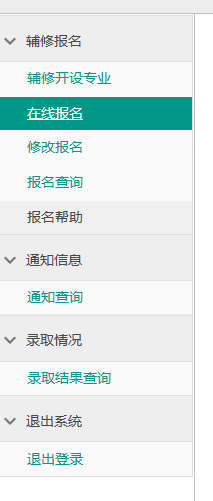 辅修报名
辅修开设专业
在线报名
修改报名
报名查询
报名帮助
通知信息
通知查询
录取情况
录取结果查询
退出系统
退出登录